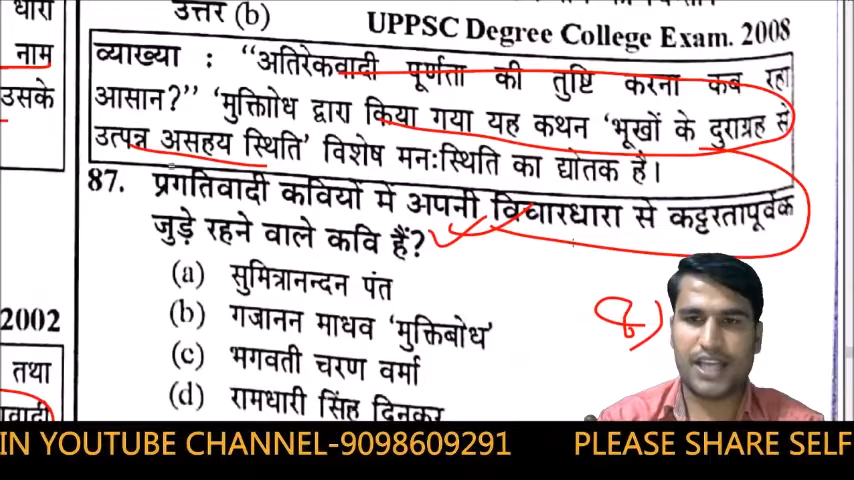 धारा
नाम
उसके
2002
तथा
उत्तर (b)
UPPSC Degree College Exam. 2008
व्याख्या : “अतिरेकवादी पूर्णता की तुष्टि करना कब रहा
आसान?” ‘मुक्तिाोध द्वारा किया गया यह कथन ‘भूखों के दुराग्रह से
उत्पन्न असहय स्थिति’ विशेष मनःस्थिति का द्योतक है।
87. प्रगतिवादी कवियों में अपनी विचारधारा से कट्टरतापूर्वक
जुड़े रहने वाले कवि हैं?
(a) सुमित्रानन्दन पंत
(b) गजानन माधव ‘मुक्तिबोध’
(c) भगवती चरण वर्मा
(d) रामधारी सिंह दिनकर
IN YOUTUBE CHANNEL-9098609291 PLEASE SHARE SELF